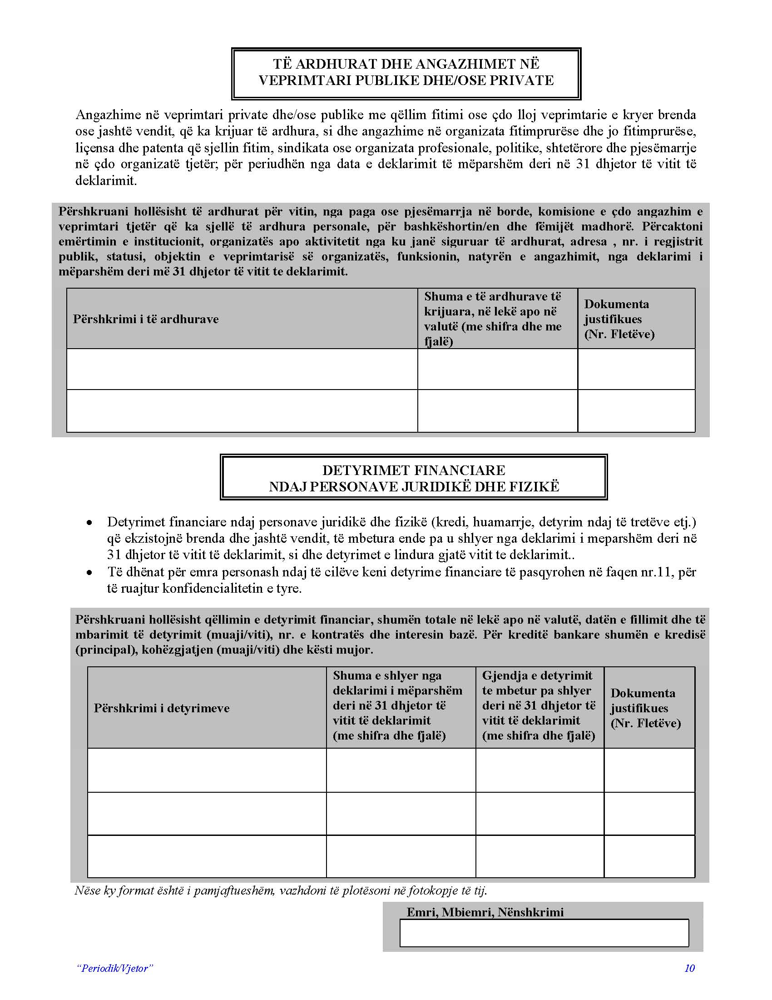 TË ARDHURAT DHE ANGAZHIMET NË
VEPRIMTARI PUBLIKE DHE/OSE PRIVATE
Angazhime në veprimtari private dhe/ose publike me qëllim fitimi ose çdo lloj veprimtarie e kryer brenda
ose jashtë vendit, që ka krijuar të ardhura, si dhe angazhime në organizata fitimprurëse dhe jo fitimprurëse,
liçensa dhe patenta që sjellin fitim, sindikata ose organizata profesionale, politike, shtetërore dhe pjesëmarrje
në çdo organizatë tjetër; për periudhën nga data e deklarimit të mëparshëm deri në 31 dhjetor të vitit të
deklarimit.
Përshkruani hollësisht të ardhurat për vitin, nga paga ose pjesëmarrja në borde, komisione e çdo angazhim e
veprimtari tjetër që ka sjellë të ardhura personale, për bashkëshortin/en dhe fëmijët madhorë. Përcaktoni
emërtimin e institucionit, organizatës apo aktivitetit nga ku janë siguruar të ardhurat, adresa , nr. i regjistrit
publik, statusi, objektin e veprimtarisë së organizatës, funksionin, natyrën e angazhimit, nga deklarimi i
mëparshëm deri më 31 dhjetor të vitit te deklarimit.
Përshkrimi i të ardhurave
Shuma e të ardhurave të
krijuara, në lekë apo në
valutë (me shifra dhe me
fjalë)
Dokumenta
justifikues
(Nr. Fletëve)
DETYRIMET FINANCIARE
NDAJ PERSONAVE JURIDIKË DHE FIZIKË
• Detyrimet financiare ndaj personave juridikë dhe fizikë (kredi, huamarrje, detyrim ndaj të tretëve etj.)
që ekzistojnë brenda dhe jashtë vendit, të mbetura ende pa u shlyer nga deklarimi i meparshëm deri në
31 dhjetor të vitit të deklarimit, si dhe detyrimet e lindura gjatë vitit te deklarimit..
• Të dhënat për emra personash ndaj të cilëve keni detyrime financiare të pasqyrohen në faqen nr.11, për
të ruajtur konfidencialitetin e tyre.
Përshkruani hollësisht qëllimin e detyrimit financiar, shumën totale në lekë apo në valutë, datën e fillimit dhe të
mbarimit të detyrimit (muaji/viti), nr. e kontratës dhe interesin bazë. Për kreditë bankare shumën e kredisë
(principal), kohëzgjatjen (muaji/viti) dhe kësti mujor.
Përshkrimi i detyrimeve
Shuma e shlyer nga
deklarimi i mëparshëm
deri në 31 dhjetor të
vitit të deklarimit
(me shifra dhe fjalë)
Gjendja e detyrimit
te mbetur pa shlyer
deri në 31 dhjetor të
vitit të deklarimit
(me shifra dhe fjalë)
Dokumenta
justifikues
(Nr. Fletëve)
Nëse ky format është i pamjaftueshëm, vazhdoni të plotësoni në fotokopje të tij.
Emri, Mbiemri, Nënshkrimi
“Periodik/Vjetor” 10